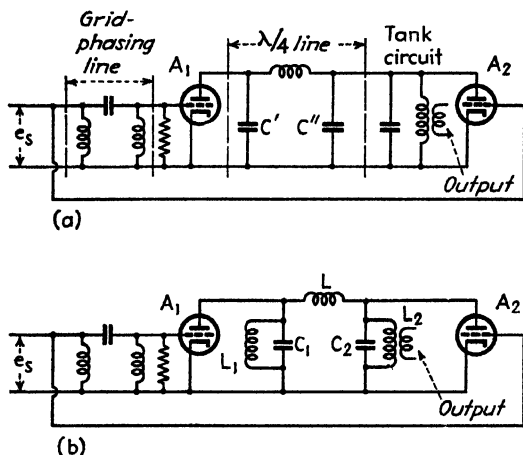 Grid-
phasing
line
λ/4 line
Tank
circuit
A1
A2
es
C'
C"
Output
(a)
L
A1
A2
es
L1
C1
C2
L2
Output
(b)